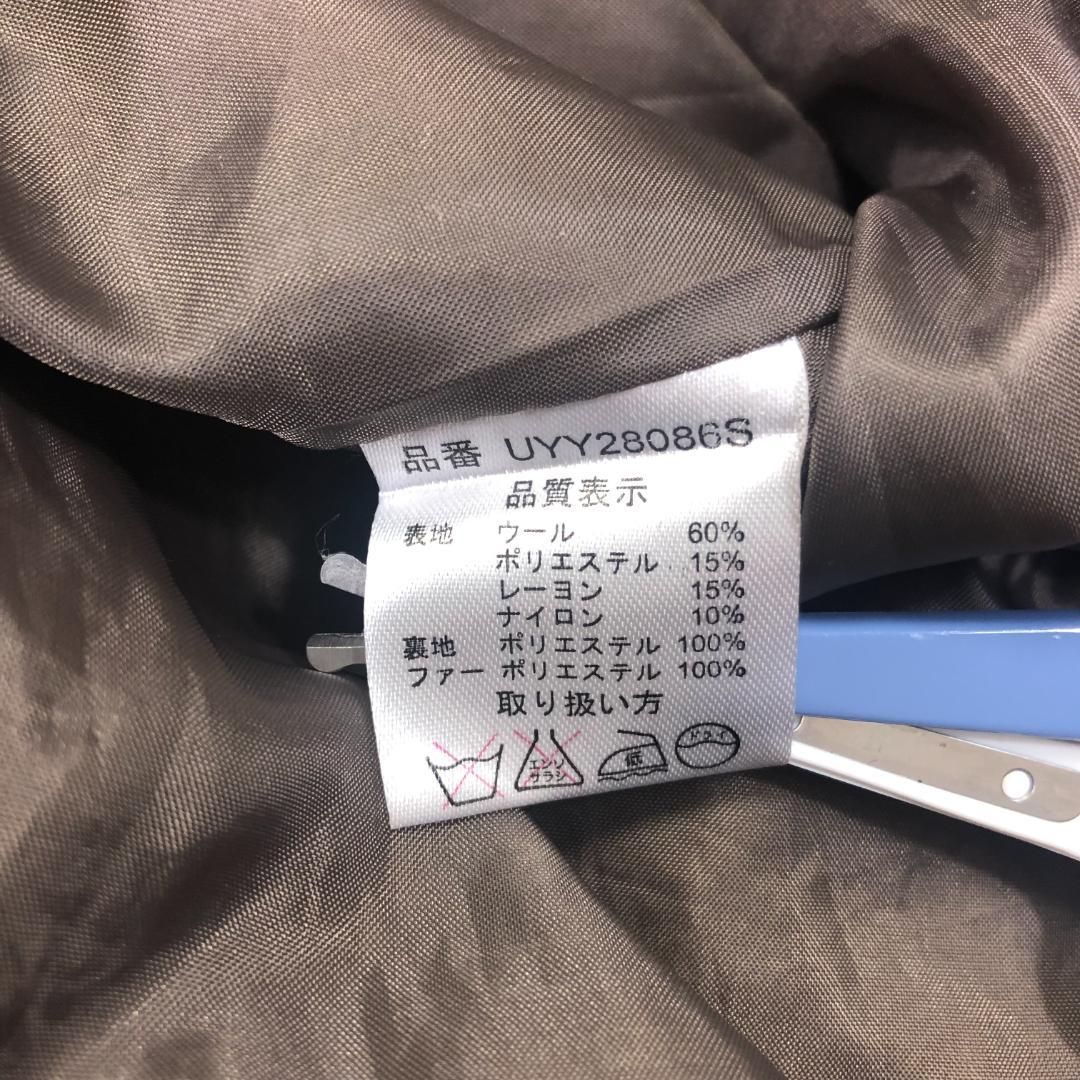 品番 UYY28086S
品質表示
表地 ウール 60%
ポリエステル 15%
レーヨン 15%
ナイロン 10%
裏地 ポリエステル 100%
ファー ポリエステル 100%
取り扱い方
エンソ サラシ 低 ドライ